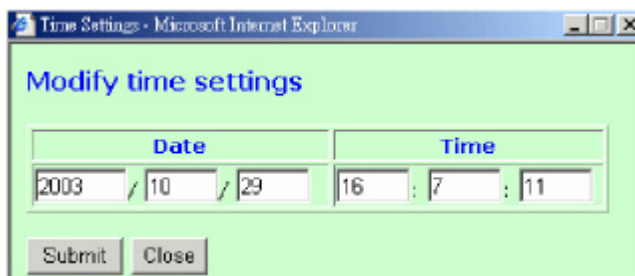 Time Settings - Microsoft Internet Explorer
Modify time settings
Date Time
2003 / 10 / 29 16 : 7 : 11
Submit Close